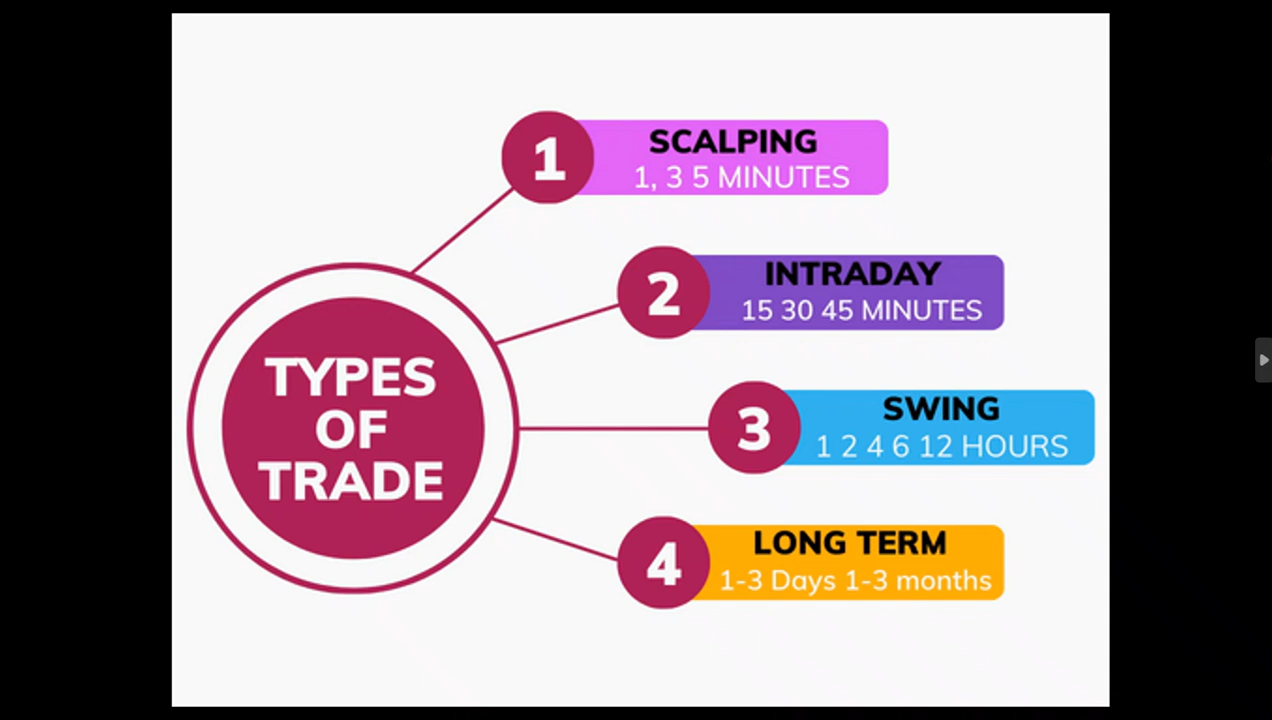 TYPES
OF
TRADE
1
SCALPING
1, 3 5 MINUTES
2
INTRADAY
15 30 45 MINUTES
3
SWING
1 2 4 6 12 HOURS
4
LONG TERM
1-3 Days 1-3 months